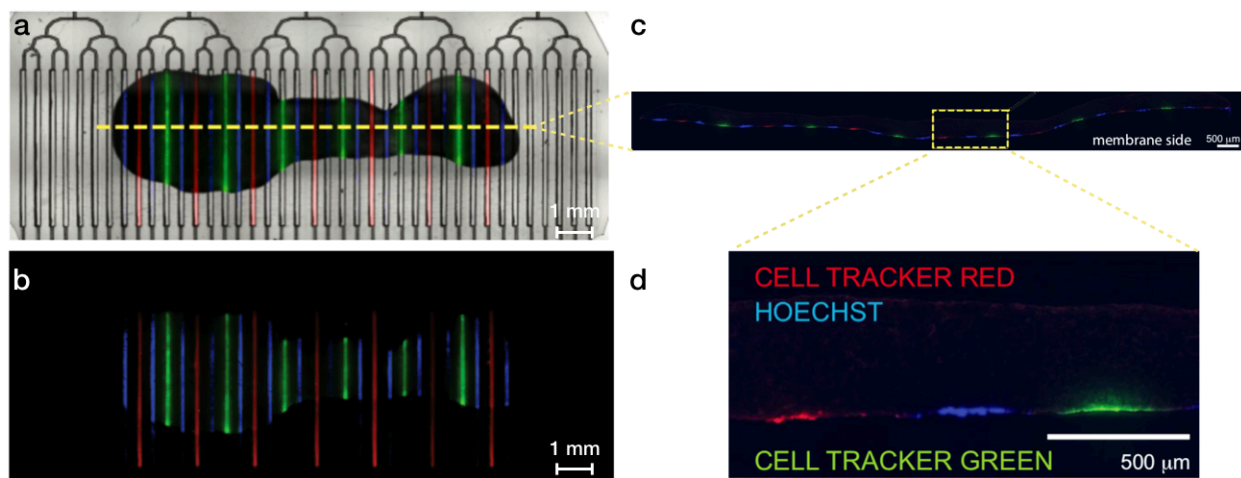 a
1 mm
b
1 mm
c
membrane side
500 μm
d
CELL TRACKER RED
HOECHST
CELL TRACKER GREEN
500 μm